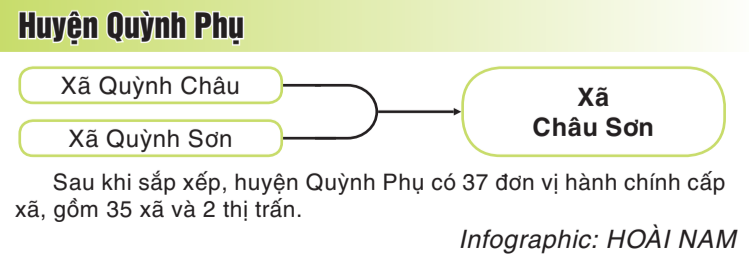 Huyện Quỳnh Phụ
Xã Quỳnh Châu
Xã Quỳnh Sơn
Xã
Châu Sơn
Sau khi sắp xếp, huyện Quỳnh Phụ có 37 đơn vị hành chính cấp
xã, gồm 35 xã và 2 thị trấn.
Infographic: HOÀI NAM